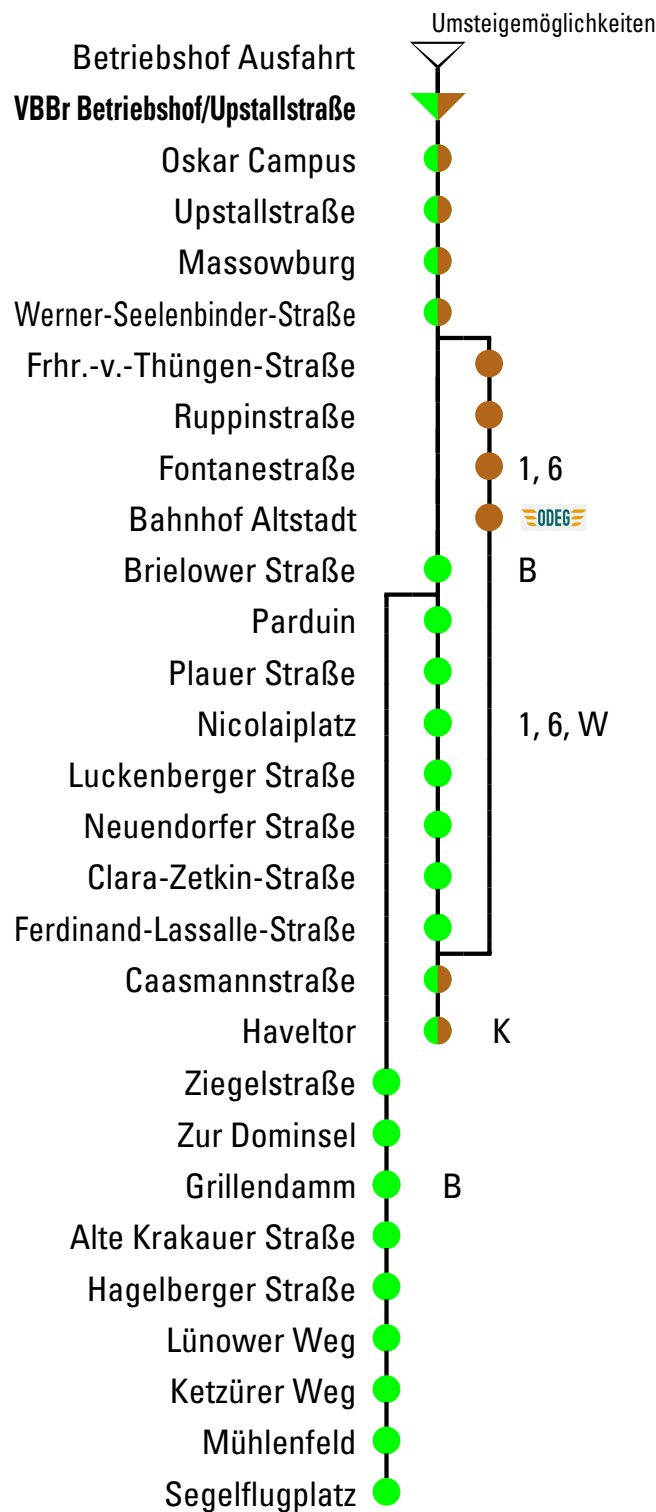 Umsteigemöglichkeiten
Betriebshof Ausfahrt
VBBr Betriebshof/Upstallstraße
Oskar Campus
Upstallstraße
Massowburg
Werner-Seelenbinder-Straße
Frhr.-v.-Thüngen-Straße
Ruppinstraße
Fontanestraße 1, 6
Bahnhof Altstadt ODEG
Brielower Straße B
Parduin
Plauer Straße
Nicolaiplatz 1, 6, W
Luckenberger Straße
Neuendorfer Straße
Clara-Zetkin-Straße
Ferdinand-Lassalle-Straße
Caasmannstraße
Haveltor K
Ziegelstraße
Zur Dominsel
Grillendamm B
Alte Krakauer Straße
Hagelberger Straße
Lünower Weg
Ketzürer Weg
Mühlenfeld
Segelflugplatz